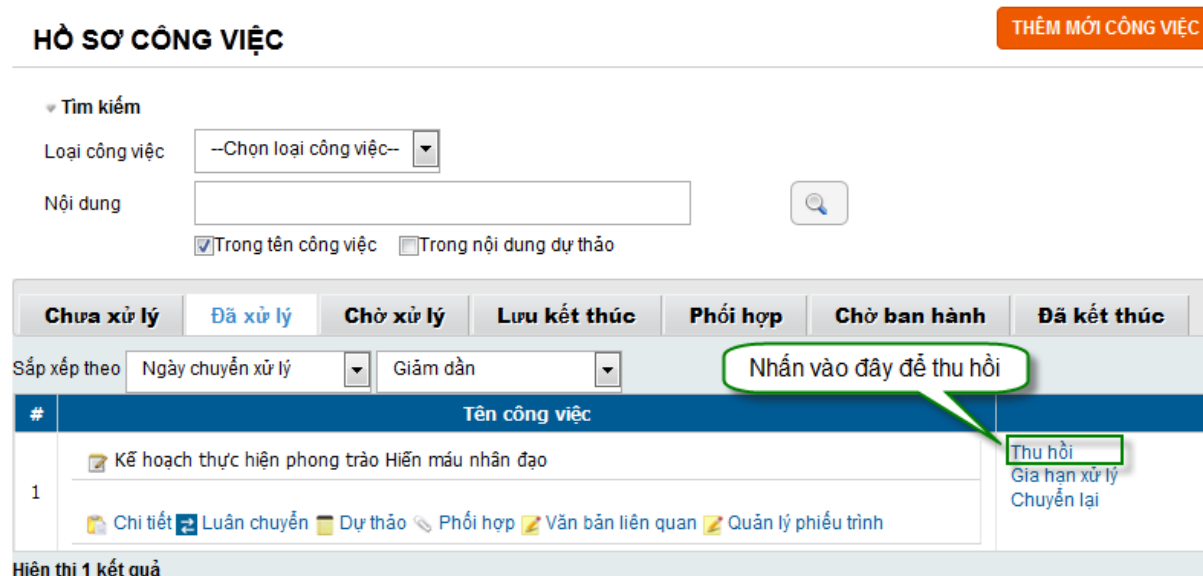 HỒ SƠ CÔNG VIỆC
THÊM MỚI CÔNG VIỆC
Tìm kiếm
Loại công việc --Chọn loại công việc--
Nội dung
Trong tên công việc Trong nội dung dự thảo
Chưa xử lý Đã xử lý Chờ xử lý Lưu kết thúc Phối hợp Chờ ban hành Đã kết thúc
Sắp xếp theo Ngày chuyển xử lý Giảm dần
Nhấn vào đây để thu hồi
# Tên công việc
Kế hoạch thực hiện phong trào Hiến máu nhân đạo
Thu hồi
Gia hạn xử lý
1
Chuyển lại
Chi tiết Luân chuyển Dự thảo Phối hợp Văn bản liên quan Quản lý phiếu trình
Hiện thị 1 kết quả